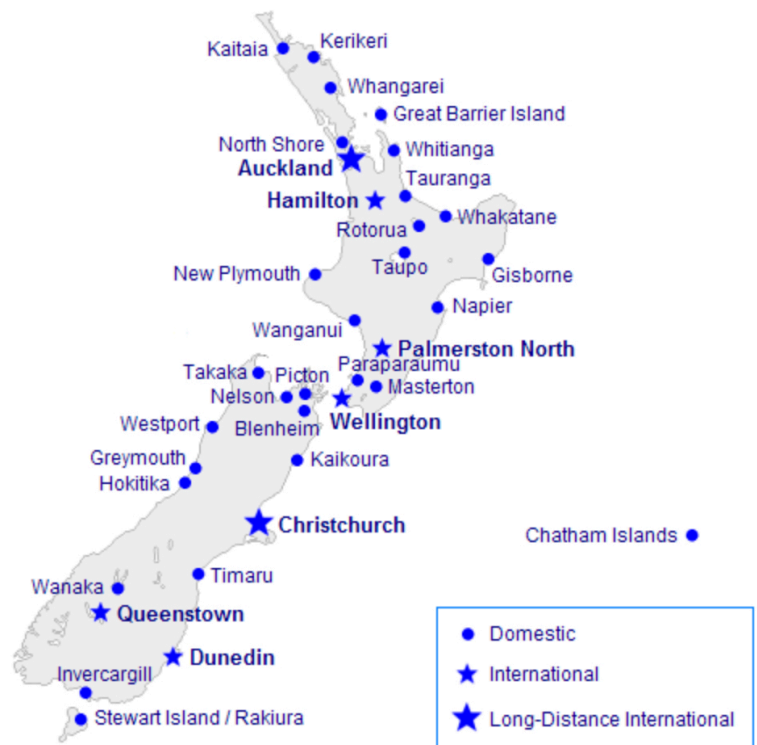 Kaitaia
Kerikeri
Whangarei
Great Barrier Island
North Shore
Whitianga
Auckland
Tauranga
Hamilton
Whakatane
Rotorua
Taupo
New Plymouth
Gisborne
Napier
Wanganui
Palmerston North
Paraparaumu
Takaka
Picton
Masterton
Nelson
Wellington
Westport
Blenheim
Greymouth
Kaikoura
Hokitika
Christchurch
Chatham Islands
Timaru
Wanaka
Queenstown
Domestic
Dunedin
Invercargill
International
Stewart Island / Rakiura
Long-Distance International